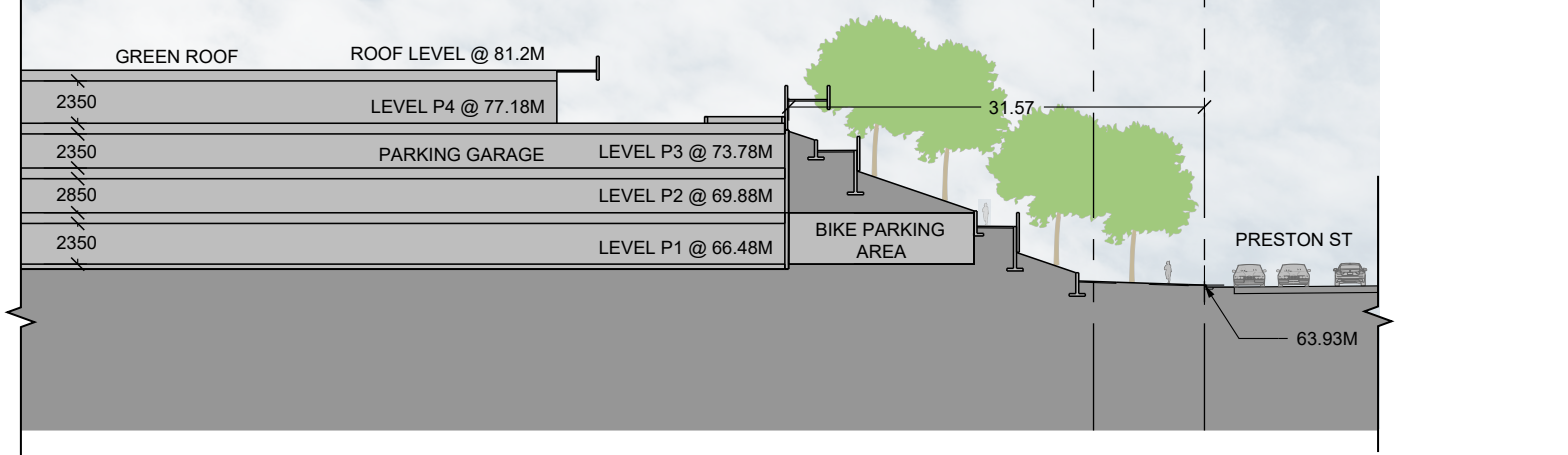 GREEN ROOF
ROOF LEVEL @ 81.2M
2350
LEVEL P4 @ 77.18M
31.57
2350
PARKING GARAGE
LEVEL P3 @ 73.78M
2850
LEVEL P2 @ 69.88M
2350
LEVEL P1 @ 66.48M
BIKE PARKING
AREA
PRESTON ST
63.93M